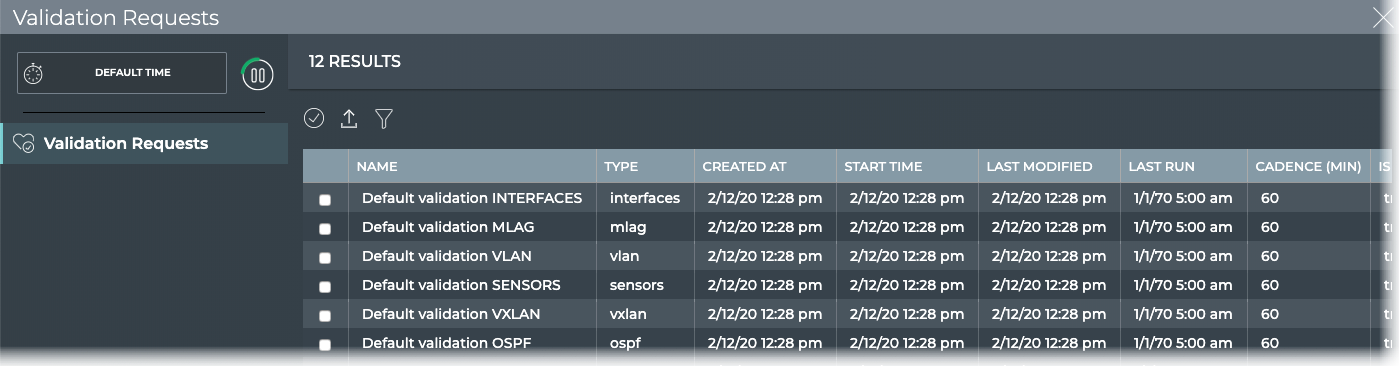 Validation Requests
DEFAULT TIME
12 RESULTS
Validation Requests
NAME TYPE CREATED AT START TIME LAST MODIFIED LAST RUN CADENCE (MIN) IS
Default validation INTERFACES interfaces 2/12/20 12:28 pm 2/12/20 12:28 pm 2/12/20 12:28 pm 1/1/70 5:00 am 60
Default validation MLAG mlag 2/12/20 12:28 pm 2/12/20 12:28 pm 2/12/20 12:28 pm 1/1/70 5:00 am 60
Default validation VLAN vlan 2/12/20 12:28 pm 2/12/20 12:28 pm 2/12/20 12:28 pm 1/1/70 5:00 am 60
Default validation SENSORS sensors 2/12/20 12:28 pm 2/12/20 12:28 pm 2/12/20 12:28 pm 1/1/70 5:00 am 60
Default validation VXLAN vxlan 2/12/20 12:28 pm 2/12/20 12:28 pm 2/12/20 12:28 pm 1/1/70 5:00 am 60
Default validation OSPF ospf 2/12/20 12:28 pm 2/12/20 12:28 pm 2/12/20 12:28 pm 1/1/70 5:00 am 60